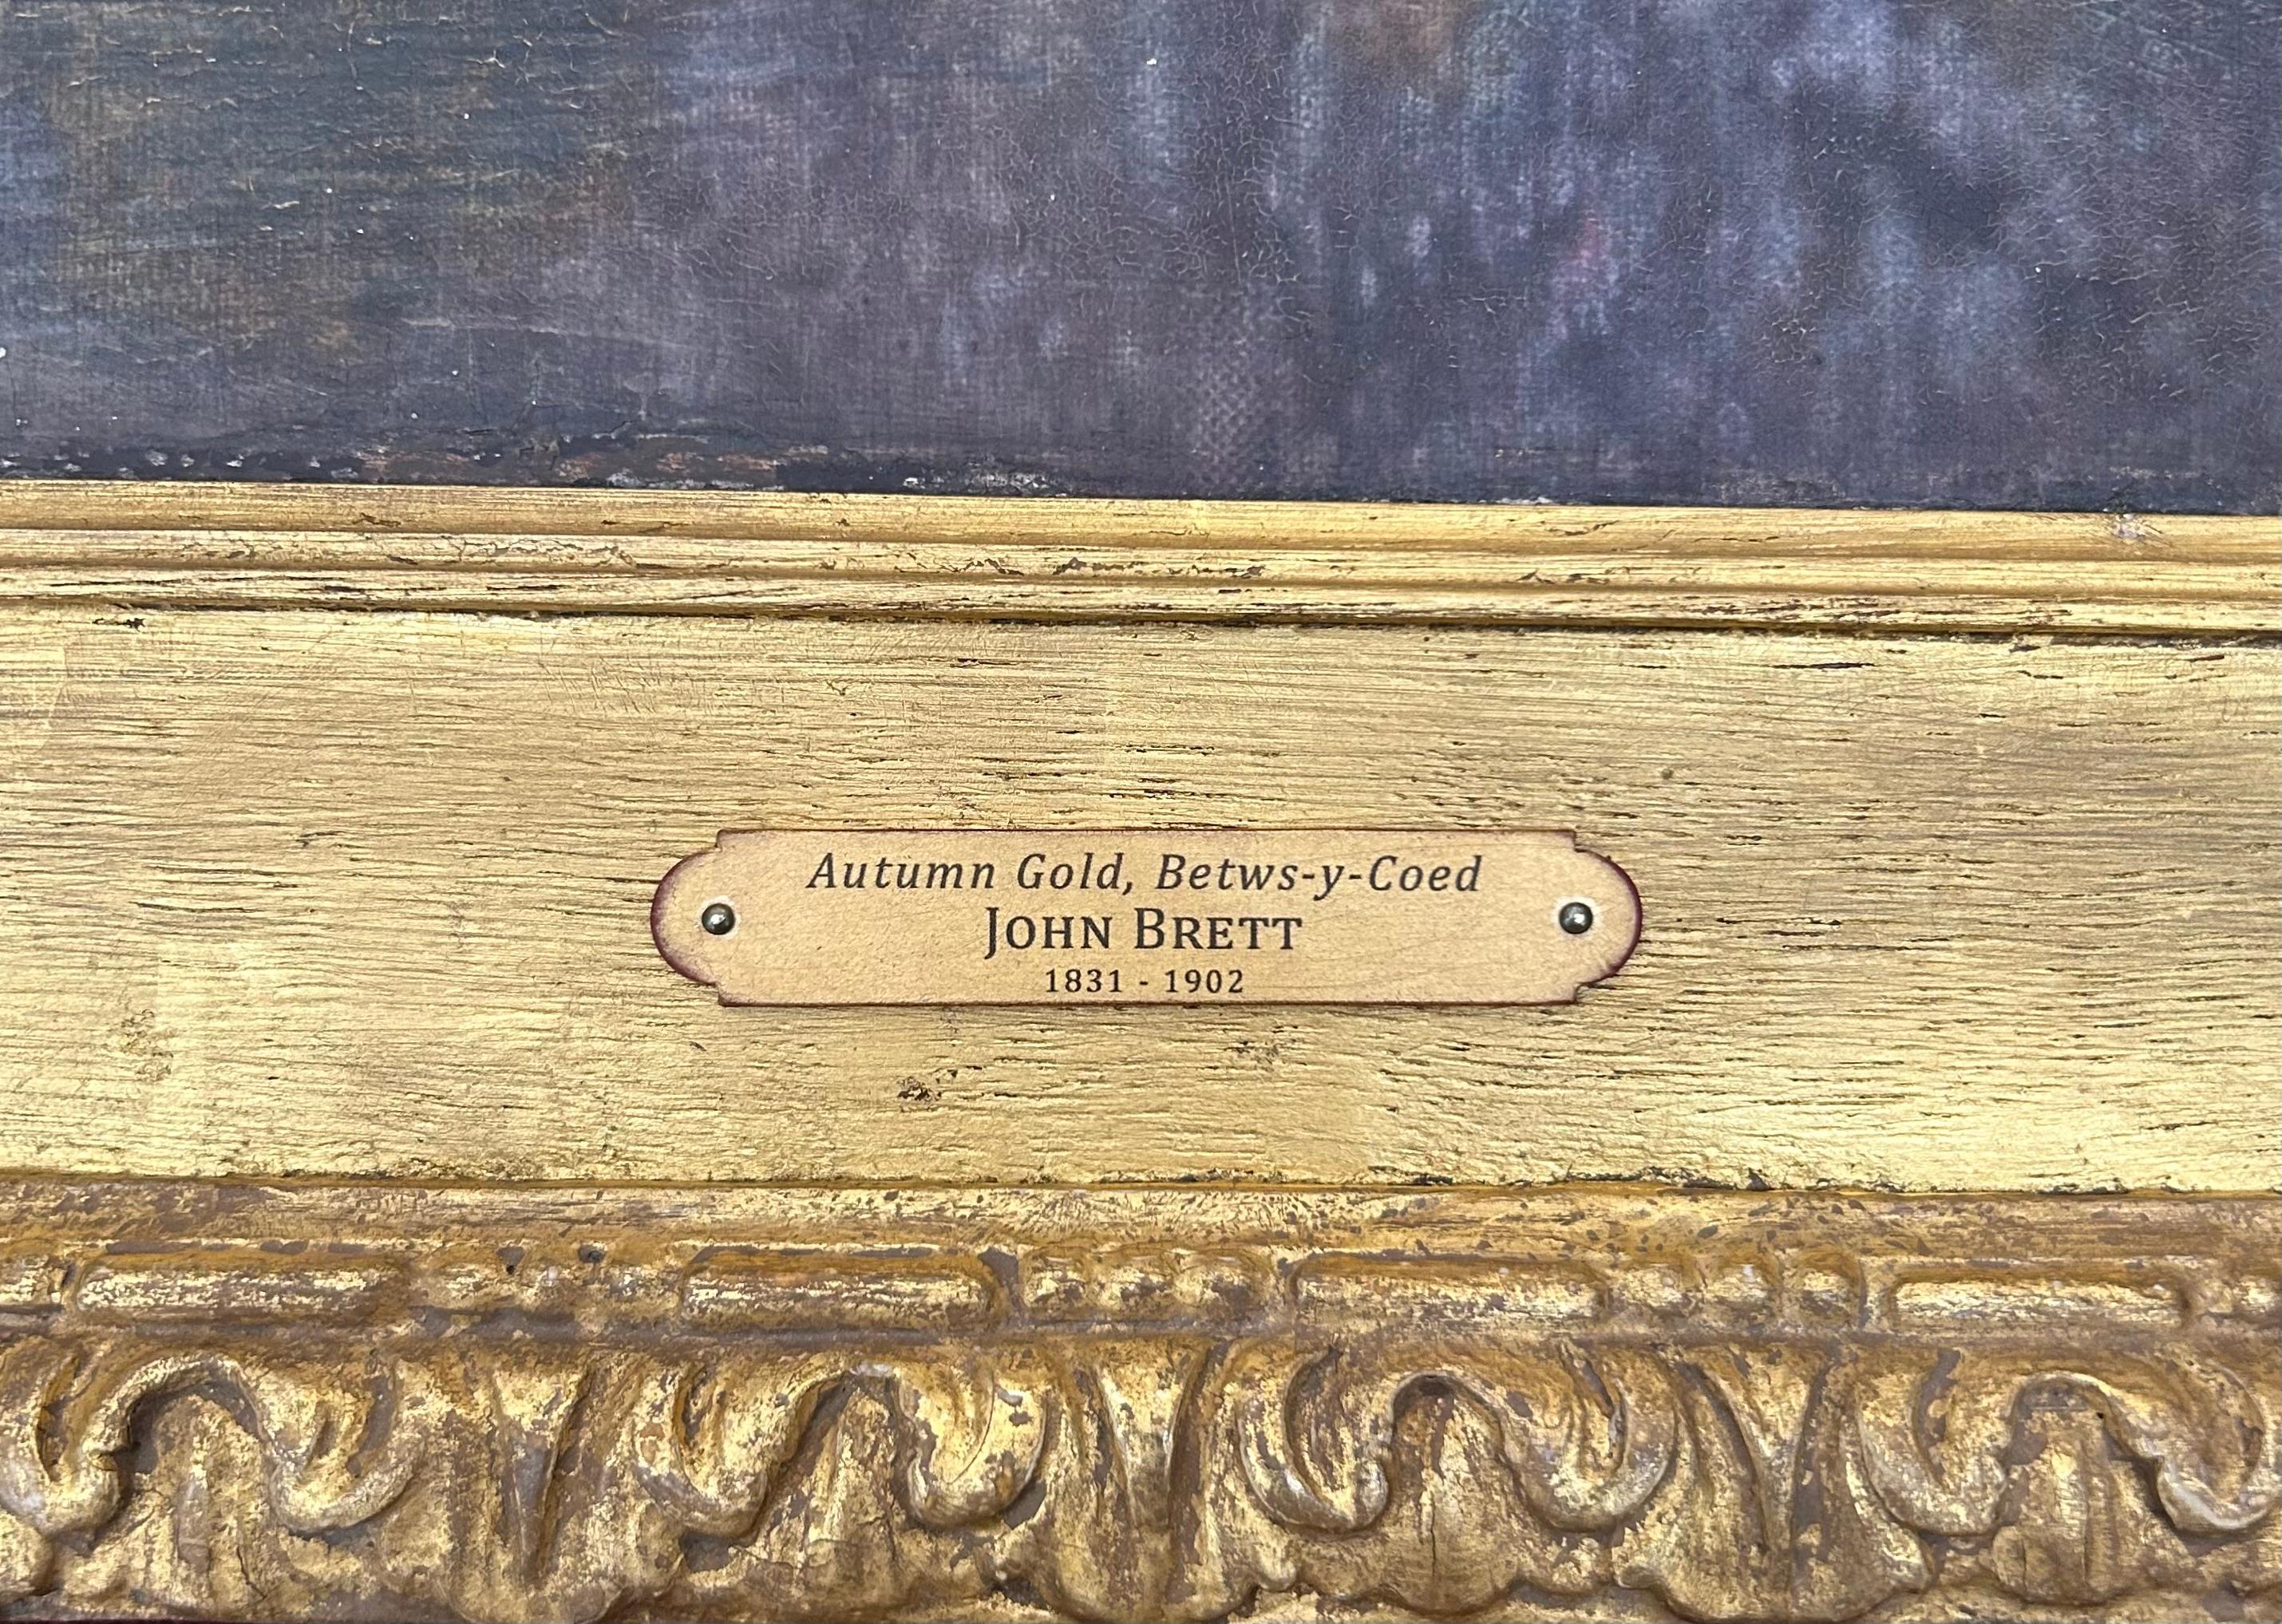 Autumn Gold, Betws-y-Coed
JOHN BRETT
1831 - 1902